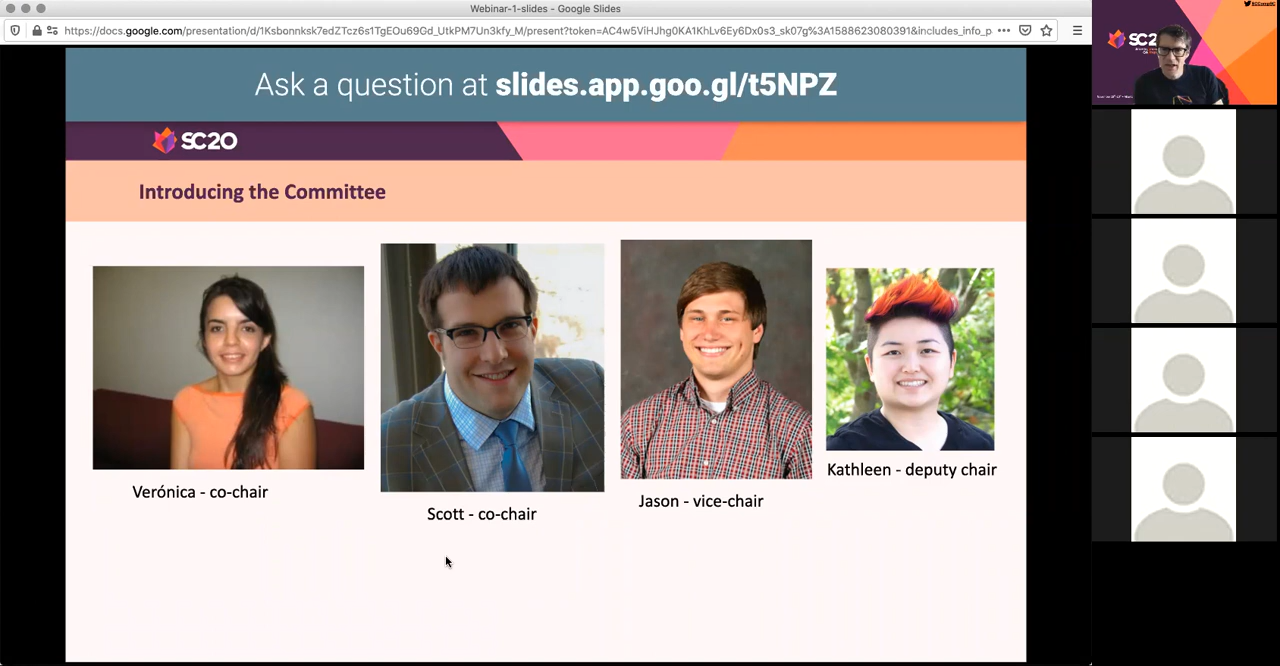 Webinar-1-slides - Google Slides
https://docs.google.com/presentation/d/1Ksbonnksk7edZTcz6s1TgEOu69Gd_UtkPM7Un3kfy_M/present?token=AC4w5ViHJhg0KA1KhLv6Ey6Dx0s3_sk07g%3A1588623080391&includes_info_p
Ask a question at slides.app.goo.gl/t5NPZ
SC20
Introducing the Committee
Verónica - co-chair
Scott - co-chair
Jason - vice-chair
Kathleen - deputy chair
SC2